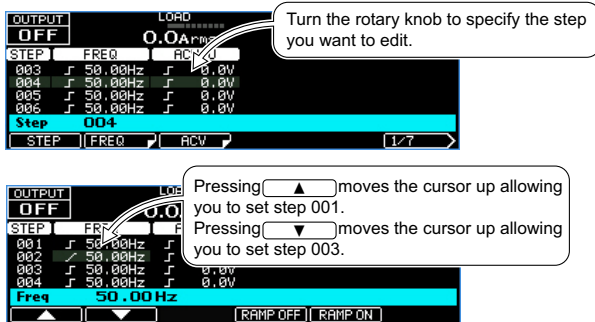 OUTPUT
OFF
LOAD
0.0Arms
Turn the rotary knob to specify the step
you want to edit.
STEP FREQ
003 50.00Hz 0.0V
004 50.00Hz 0.0V
005 50.00Hz 0.0V
006 50.00Hz 0.0V
Step 004
STEP FREQ ACV 1/7
OUTPUT
OFF
Pressing ▲ moves the cursor up allowing
you to set step 001.
Pressing ▼ moves the cursor up allowing
you to set step 003.
STEP
001 50.00Hz
002 50.00Hz
003 50.00Hz 0.0V
004 50.00Hz 0.0V
Freq 50.00Hz
▲ ▼ RAMP OFF RAMP ON